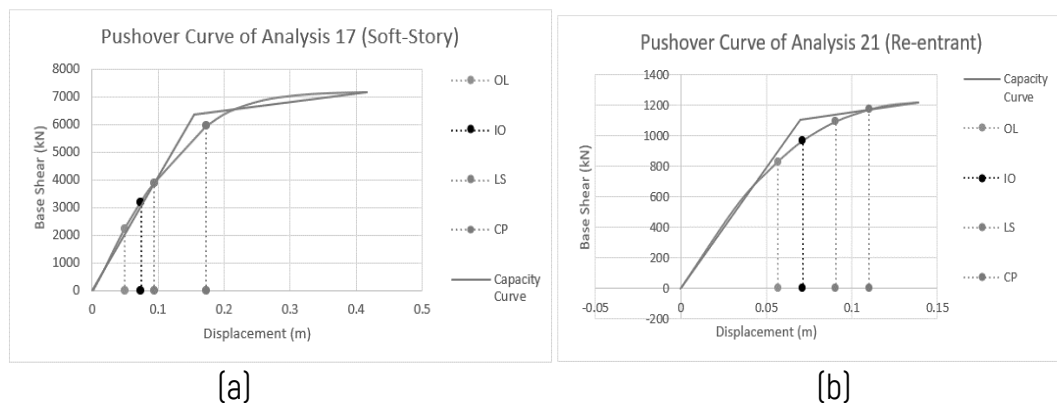 Pushover Curve of Analysis 17 (Soft-Story)
8000
7000
6000
5000
4000
3000
2000
1000
0
Base Shear (kN)
0 0.1 0.2 0.3 0.4 0.5
Displacement (m)
OL
IO
LS
CP
Capacity
Curve
(a)
Pushover Curve of Analysis 21 (Re-entrant)
1400
1200
1000
800
600
400
200
0
-200
Base Shear (kN)
-0.05 0 0.05 0.1 0.15
Displacement (m)
Capacity
Curve
OL
IO
LS
CP
(b)